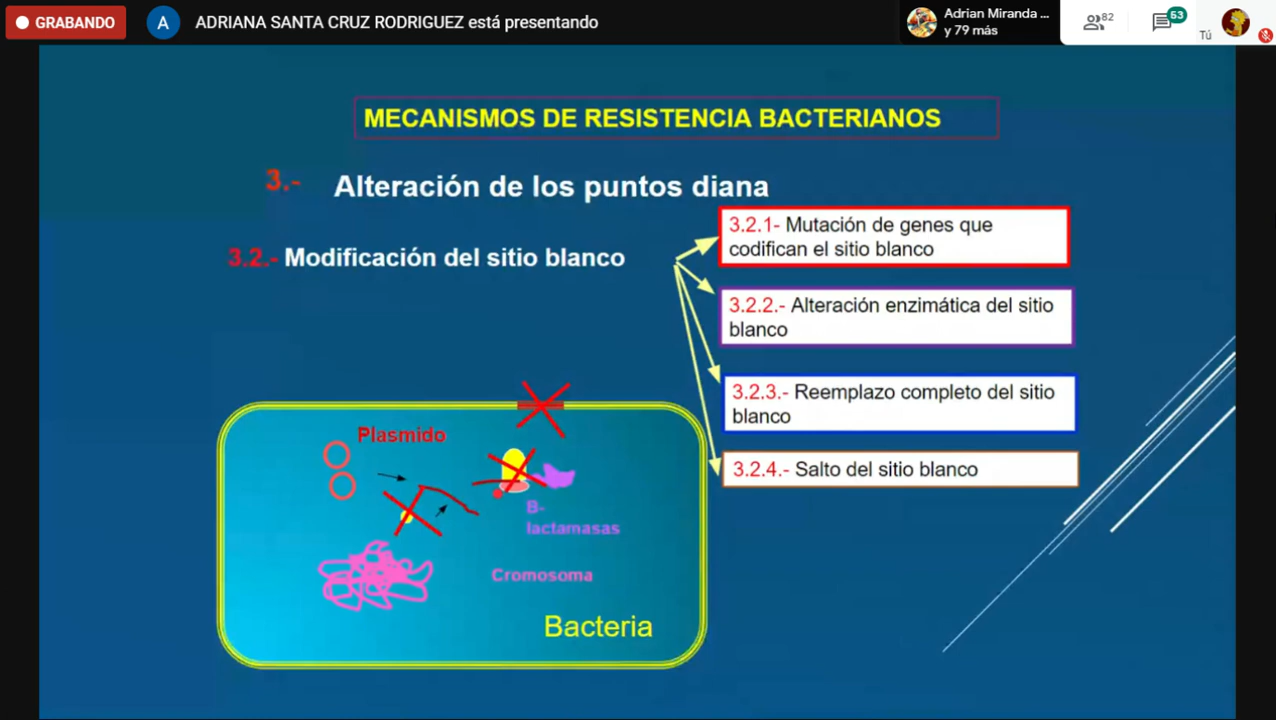 GRABANDO
A
ADRIANA SANTA CRUZ RODRIGUEZ está presentando
Adrian Miranda ...
y 79 más
82
53
Tú
MECANISMOS DE RESISTENCIA BACTERIANOS
3.- Alteración de los puntos diana
3.2.- Modificación del sitio blanco
3.2.1- Mutación de genes que
codifican el sitio blanco
3.2.2.- Alteración enzimática del sitio
blanco
3.2.3.- Reemplazo completo del sitio
blanco
3.2.4.- Salto del sitio blanco
Plasmido
B-
lactamasas
Cromosoma
Bacteria